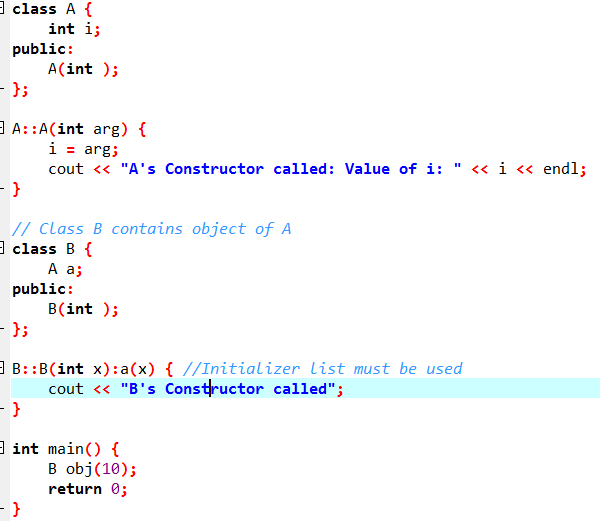 class A {
    int i;
public:
    A(int );
};

A::A(int arg) {
    i = arg;
    cout << "A's Constructor called: Value of i: " << i << endl;
}

// Class B contains object of A
class B {
    A a;
public:
    B(int );
};

B::B(int x):a(x) { //Initializer list must be used
    cout << "B's Constructor called";
}

int main() {
    B obj(10);
    return 0;
}